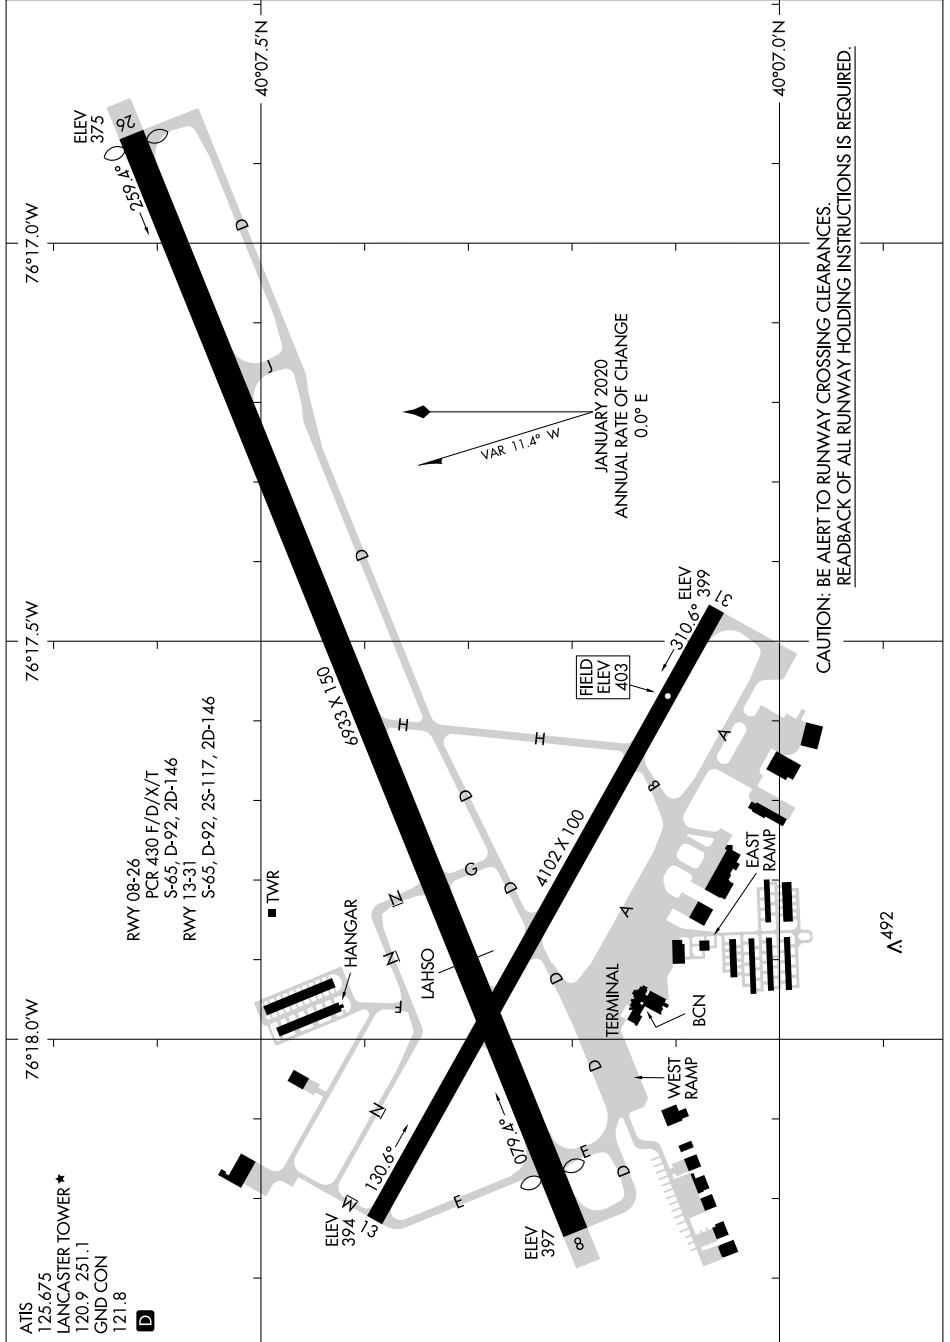 ATIS
125.675
LANCASTER TOWER★
120.9 251.1
GND CON
121.8
D
76°18.0'W
76°17.5'W
76°17.0'W
40°07.5'N
40°07.0'N
RWY 08-26
PCR 430 F/D/X/T
S-65, D-92, 2D-146
RWY 13-31
S-65, D-92, 2S-117, 2D-146
TWR
HANGAR
ELEV
375
26
259.4°
D
J
6933 X 150
D
VAR 11.4° W
JANUARY 2020
ANNUAL RATE OF CHANGE
0.0° E
H
H
D
G
N
N
LAHSO
F
N
M
ELEV
394
13
130.6°
E
ELEV
397
8
079.4°
E
D
D
D
D
4102 X 100
FIELD
ELEV
403
310.6°
ELEV
399
31
A
B
A
TERMINAL
BCN
WEST
RAMP
EAST
RAMP
492
CAUTION: BE ALERT TO RUNWAY CROSSING CLEARANCES.
READBACK OF ALL RUNWAY HOLDING INSTRUCTIONS IS REQUIRED.